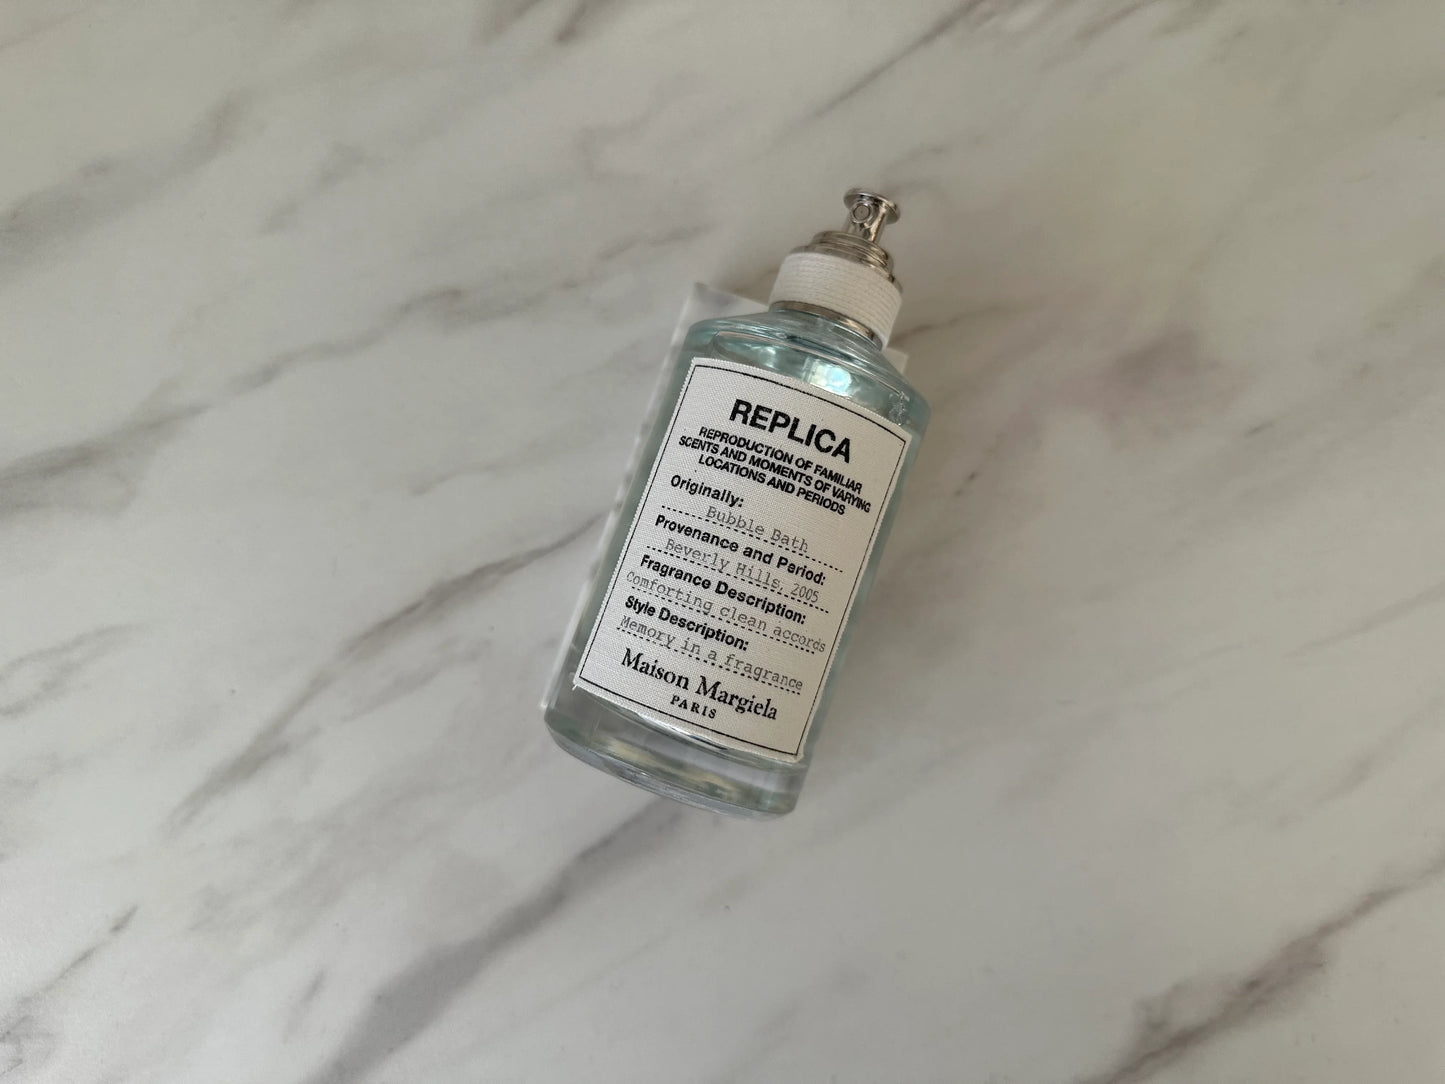 REPLICA
REPRODUCTION OF FAMILIAR
SCENTS AND MOMENTS OF VARYING
LOCATIONS AND PERIODS
Originally:
Bubble Bath
Provenance and Period:
Beverly Hills, 2005
Fragrance Description:
Comforting clean accords
Style Description:
Memory in a fragrance
Maison Margiela
PARIS